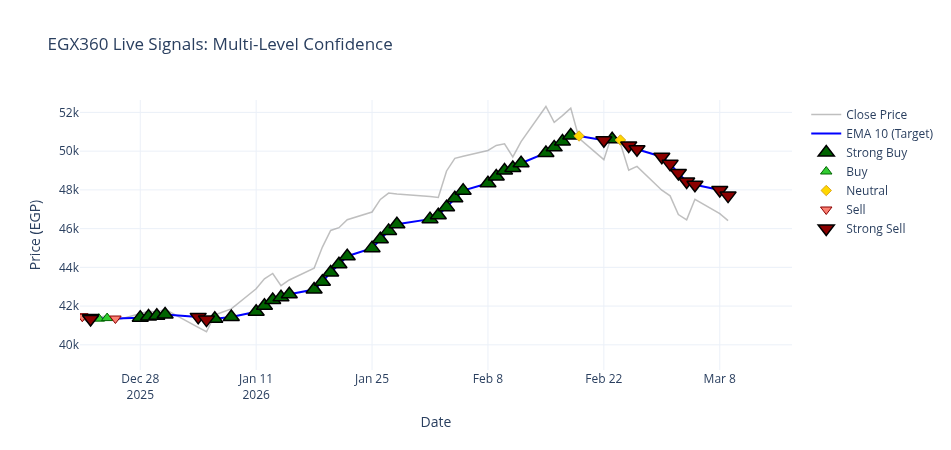 EGX360 Live Signals: Multi-Level Confidence
52k
50k
48k
46k
44k
42k
40k
Price (EGP)
Dec 28
2025
Jan 11
2026
Jan 25
Feb 8
Feb 22
Mar 8
Date
Close Price
EMA 10 (Target)
Strong Buy
Buy
Neutral
Sell
Strong Sell